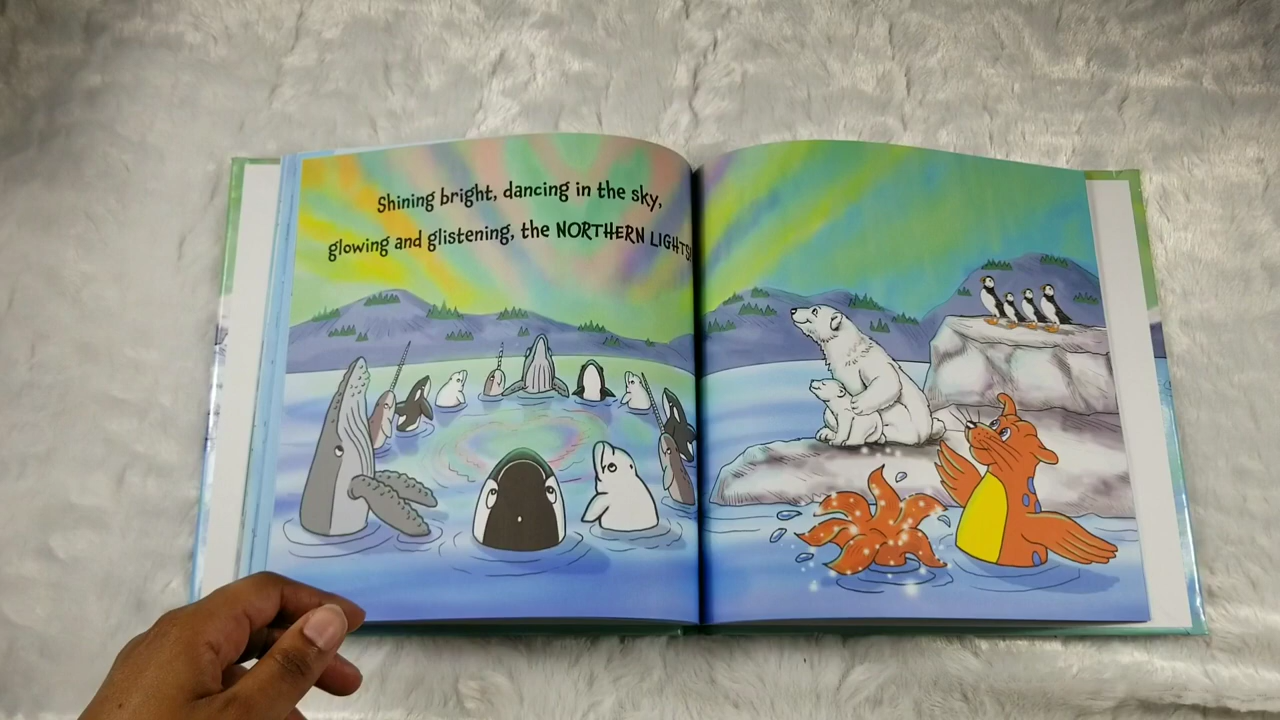 Shining bright, dancing in the sky,
glowing and glistening, the NORTHERN LIGHTS!